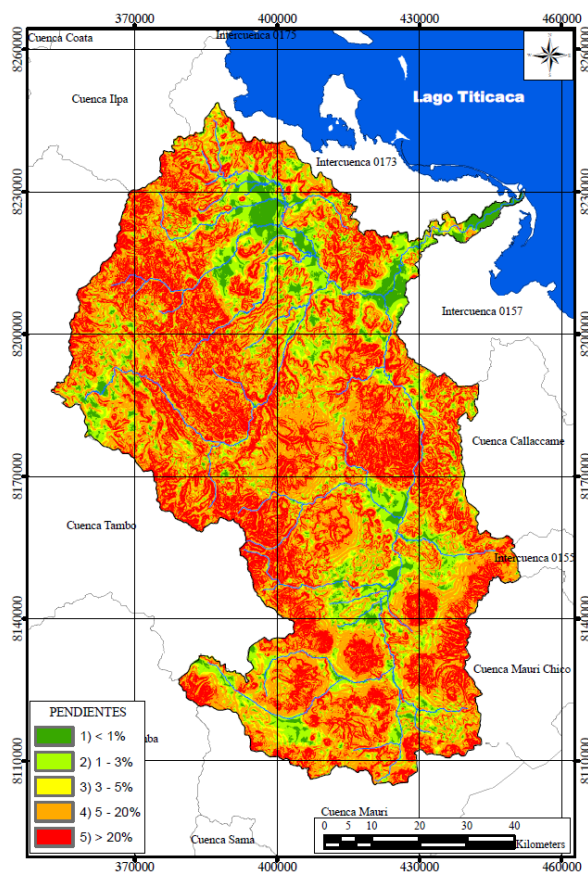 370000 400000 430000 460000
Cuenca Coata
Intercuenca 0175
8260000
8260000
Cuenca Ilpa
Lago Titicaca
Intercuenca 0173
8230000
8230000
Intercuenca 0157
8200000
8200000
Cuenca Callaccame
8170000
8170000
Cuenca Tambo
Intercuenca 0155
8140000
8140000
Cuenca Mauri Chico
PENDIENTES
1) < 1%
2) 1 - 3%
3) 3 - 5%
4) 5 - 20%
5) > 20%
mba
8110000
8110000
Cuenca Mauri
Cuenca Sama
0 5 10 20 30 40
Kilometers
370000 400000 430000 460000